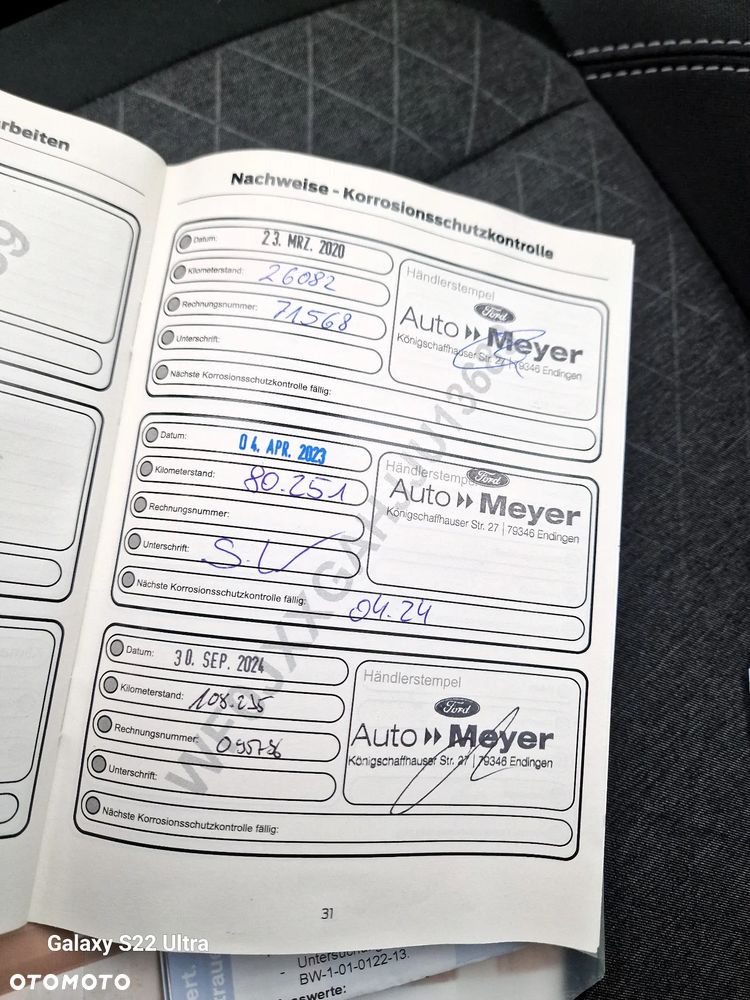 rbeiten
Nachweise - Korrosionsschutzkontrolle
Datum: 23. MRZ. 2020
Kilometerstand: 26082
Rechnungsnummer: 71568
Unterschrift:
Nächste Korrosionsschutzkontrolle fällig:
Händlerstempel
Ford
Auto Meyer
Königschaffhauser Str. 27 | 79346 Endingen
Datum: 04. APR. 2023
Kilometerstand: 80.251
Rechnungsnummer:
Unterschrift: S.V
Nächste Korrosionsschutzkontrolle fällig: 04.24
Händlerstempel
Ford
Auto Meyer
Königschaffhauser Str. 27 | 79346 Endingen
Datum: 30. SEP. 2024
Kilometerstand: 108.235
Rechnungsnummer:
Unterschrift:
Nächste Korrosionsschutzkontrolle fällig:
Händlerstempel
Ford
Auto Meyer
Königschaffhauser Str. 27 | 79346 Endingen
31
Galaxy S22 Ultra
OTOMOTO
ert.
- Untersuchung
BW-1-01-0122-13.